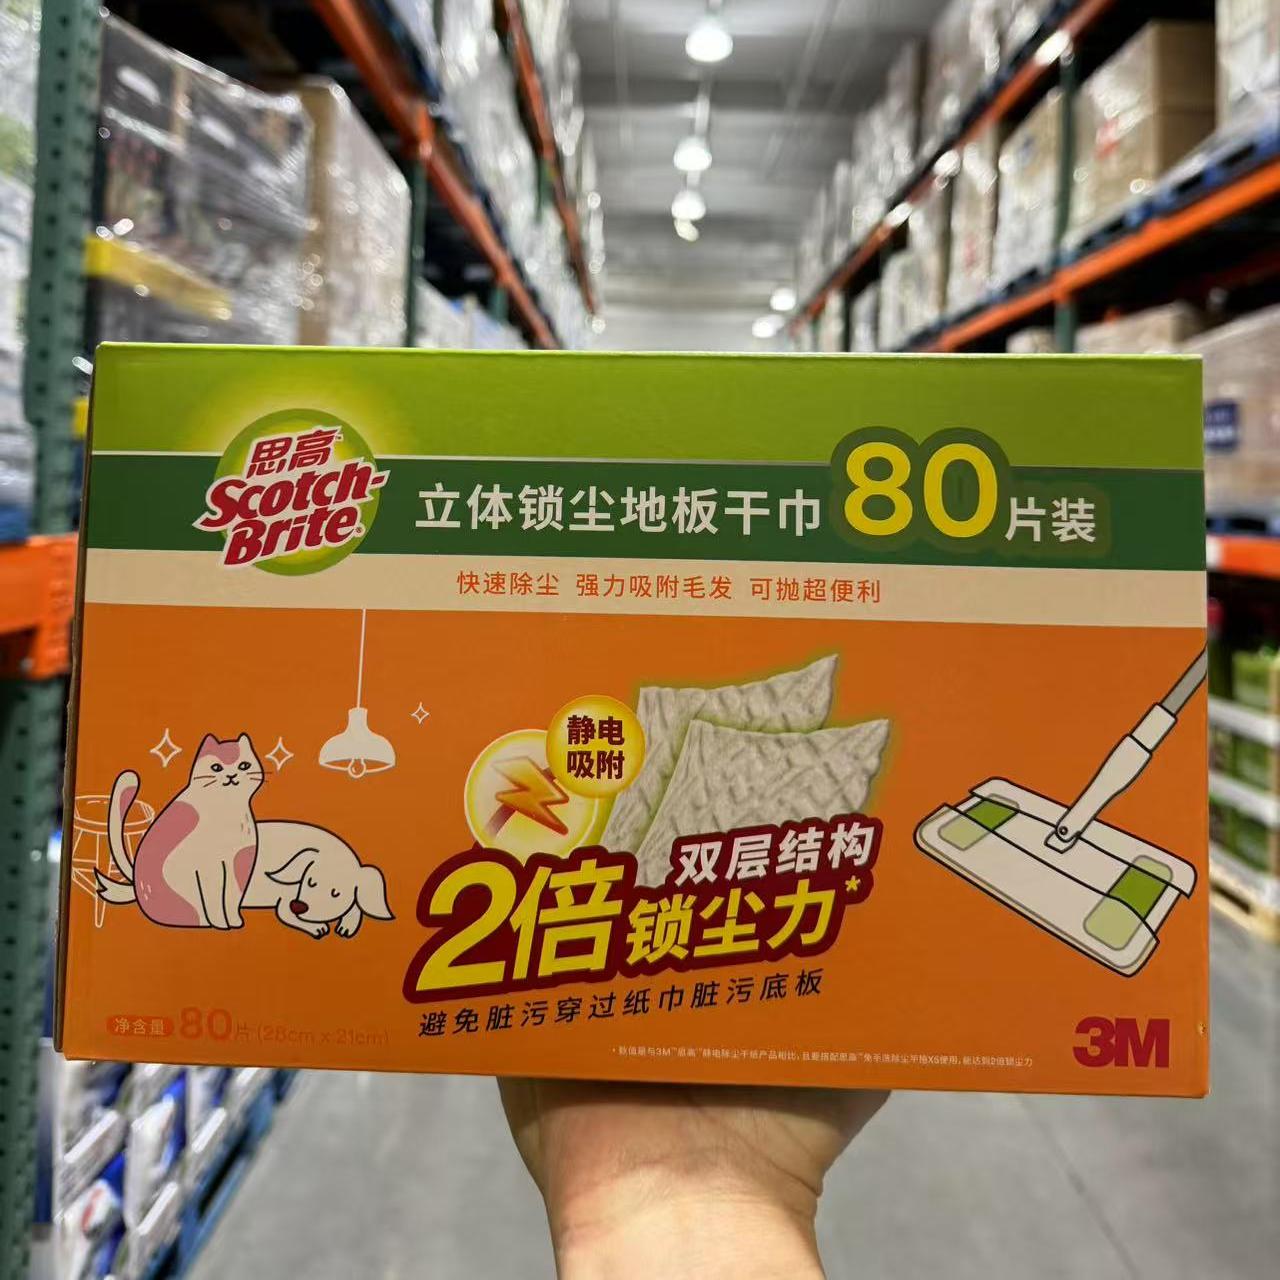 思高
Scotch-
Brite®
立体锁尘地板干巾80片装
快速除尘 强力吸附毛发 可抛超便利
静电
吸附
双层结构
2倍锁尘力*
避免脏污穿过纸巾脏污底板
净含量 80片(28cm x 21cm)
3M